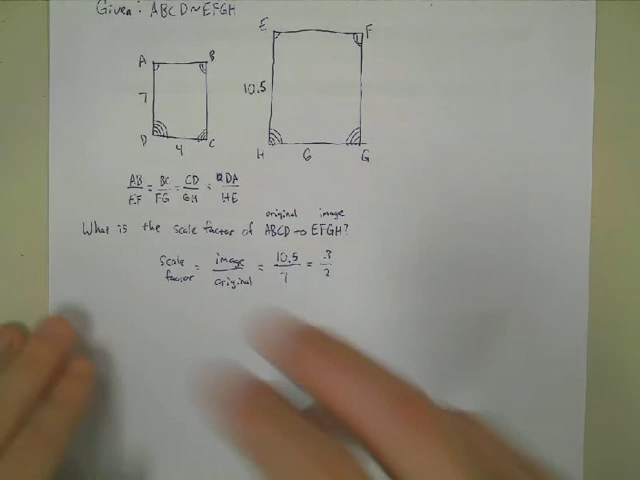 Given: ABCD~EFGH
E F
A B
7 10.5
D 4 C
H 6 G
AB/EF = BC/FG = CD/GH = DA/HE
original image
What is the scale factor of ABCD → EFGH?
scale factor = image/original = 10.5/7 = 3/2